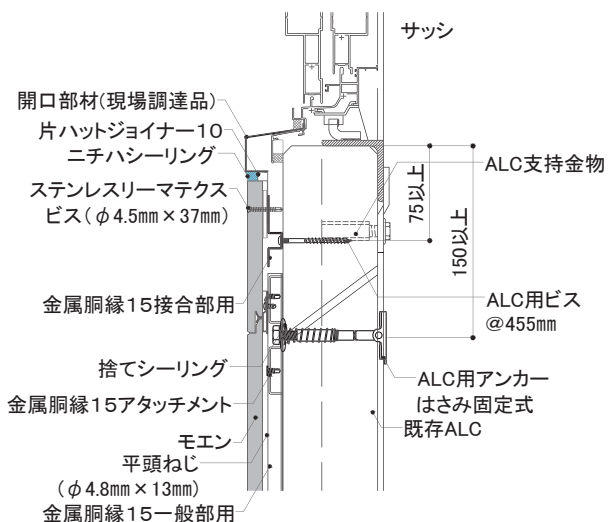 サッシ
開口部材(現場調達品)
片ハットジョイナー10
ニチハシーリング
ステンレスリーマテクス
ビス(φ4.5mm×37mm)
金属胴縁15接合部用
捨てシーリング
金属胴縁15アタッチメント
モエン
平頭ねじ
(φ4.8mm×13mm)
金属胴縁15一般部用
75以上
150以上
ALC支持金物
ALC用ビス
@455mm
ALC用アンカー
はさみ固定式
既存ALC